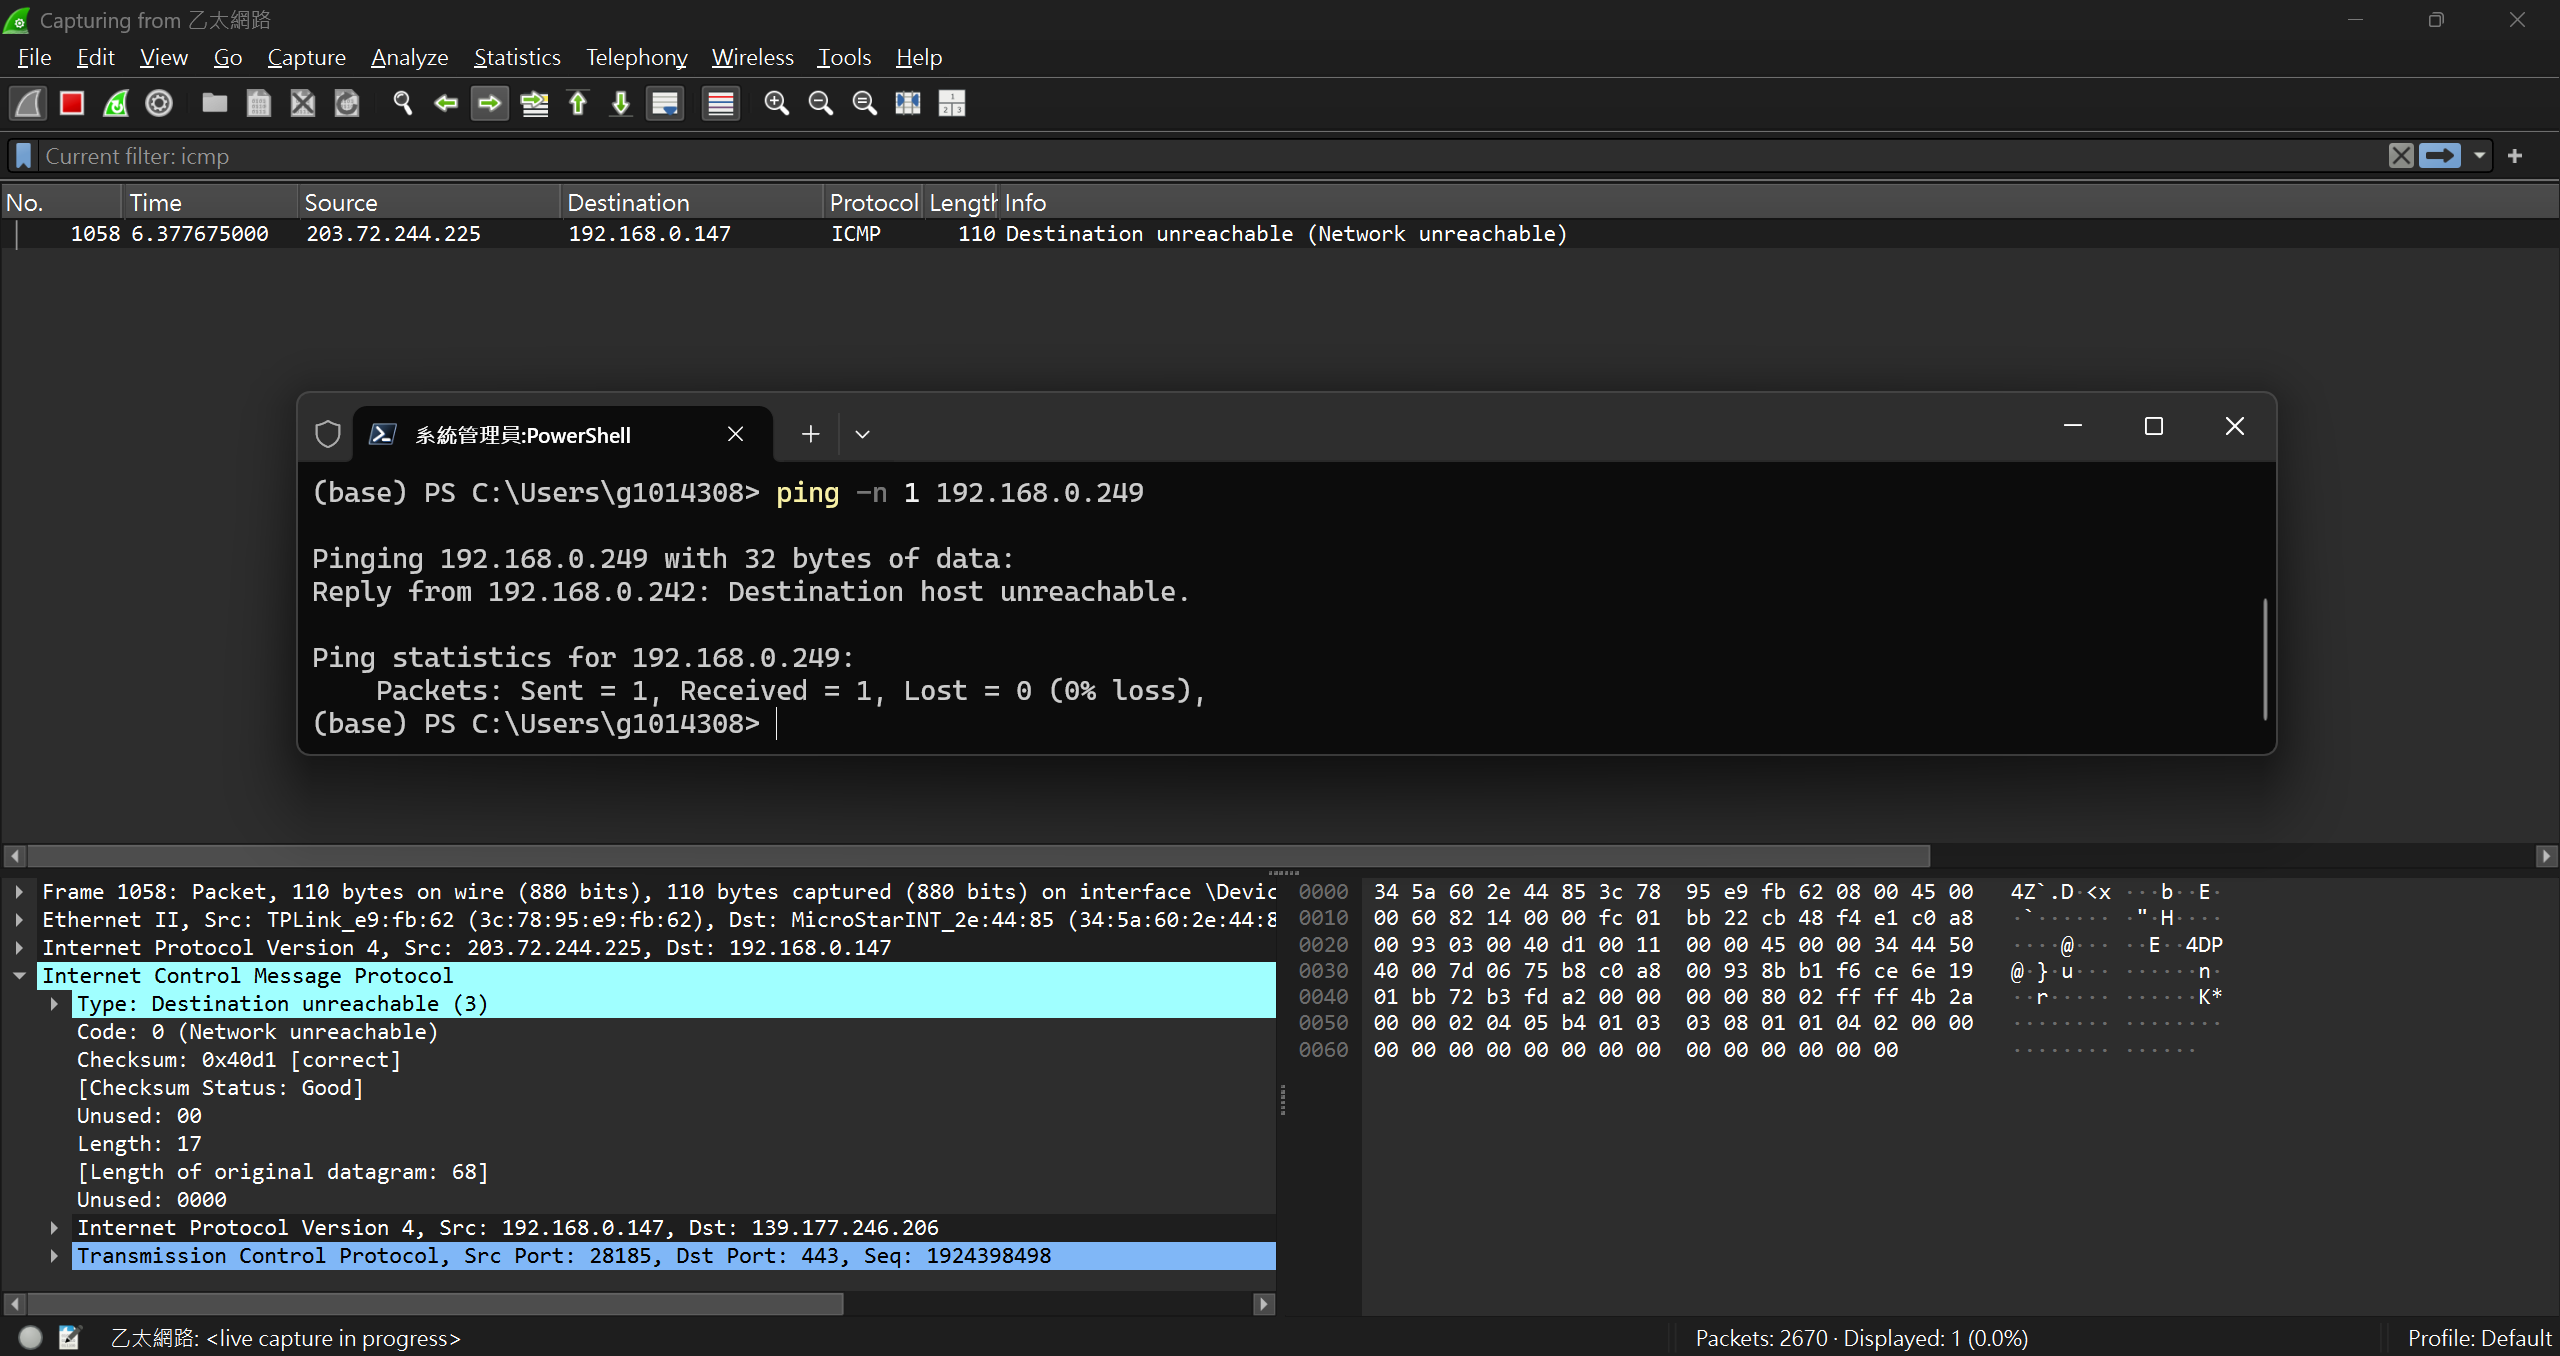 Capturing from 乙太網路
File Edit View Go Capture Analyze Statistics Telephony Wireless Tools Help
Current filter: icmp
No. Time Source Destination Protocol Length Info
1058 6.377675000 203.72.244.225 192.168.0.147 ICMP 110 Destination unreachable (Network unreachable)
系統管理員:PowerShell
(base) PS C:\Users\g1014308> ping -n 1 192.168.0.249
Pinging 192.168.0.249 with 32 bytes of data:
Reply from 192.168.0.242: Destination host unreachable.
Ping statistics for 192.168.0.249:
Packets: Sent = 1, Received = 1, Lost = 0 (0% loss),
(base) PS C:\Users\g1014308>
Frame 1058: Packet, 110 bytes on wire (880 bits), 110 bytes captured (880 bits) on interface \Devic
Ethernet II, Src: TPLink_e9:fb:62 (3c:78:95:e9:fb:62), Dst: MicroStarINT_2e:44:85 (34:5a:60:2e:44:8
Internet Protocol Version 4, Src: 203.72.244.225, Dst: 192.168.0.147
Internet Control Message Protocol
Type: Destination unreachable (3)
Code: 0 (Network unreachable)
Checksum: 0x40d1 [correct]
[Checksum Status: Good]
Unused: 00
Length: 17
[Length of original datagram: 68]
Unused: 0000
Internet Protocol Version 4, Src: 192.168.0.147, Dst: 139.177.246.206
Transmission Control Protocol, Src Port: 28185, Dst Port: 443, Seq: 1924398498
0000 34 5a 60 2e 44 85 3c 78 95 e9 fb 62 08 00 45 00 4Z`.D·<x ···b··E·
0010 00 60 82 14 00 00 fc 01 bb 22 cb 48 f4 e1 c0 a8 ·`······ ·"·H····
0020 00 93 03 00 40 d1 00 11 00 00 45 00 00 34 44 50 ····@··· ··E··4DP
0030 40 00 7d 06 75 b8 c0 a8 00 93 8b b1 f6 ce 6e 19 @·}·u··· ······n·
0040 01 bb 72 b3 fd a2 00 00 00 00 80 02 ff ff 4b 2a ··r····· ······K*
0050 00 00 02 04 05 b4 01 03 03 08 01 01 04 02 00 00 ········ ········
0060 00 00 00 00 00 00 00 00 00 00 00 00 00 00 ········ ······
乙太網路: <live capture in progress>
Packets: 2670 · Displayed: 1 (0.0%)
Profile: Default